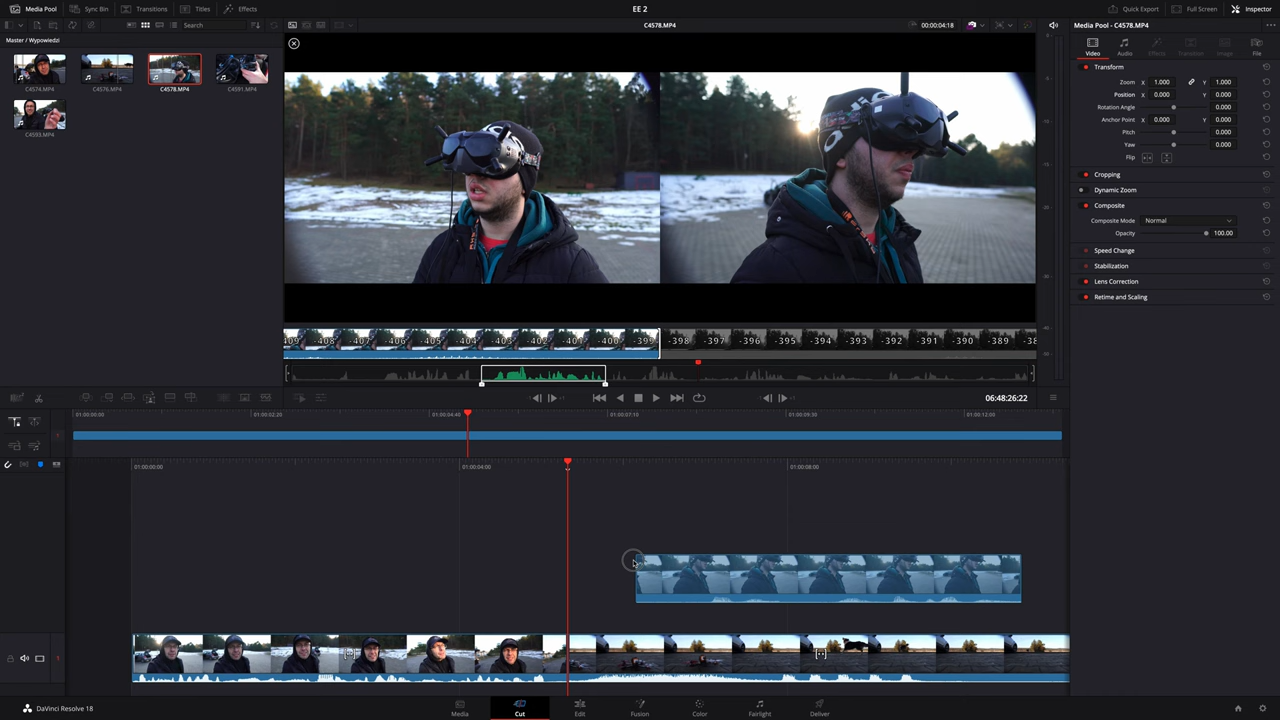 Media Pool
Sync Bin
Transitions
Titles
Effects
EE 2
Quick Export
Full Screen
Inspector
Search
C4578.MP4
00:00:04:18
Media Pool - C4578.MP4
Master / Wypowiedzi
C4574.MP4
C4576.MP4
C4578.MP4
C4591.MP4
C4593.MP4
Video
Audio
Effects
Transition
Image
File
Transform
Zoom X 1.000 Y 1.000
Position X 0.000 Y 0.000
Rotation Angle 0.000
Anchor Point X 0.000 Y 0.000
Pitch 0.000
Yaw 0.000
Flip
Cropping
Dynamic Zoom
Composite
Composite Mode Normal
Opacity 100.00
Speed Change
Stabilization
Lens Correction
Retime and Scaling
-408 -407 -406 -405 -404 -403 -402 -401 -400 -399 -398 -397 -396 -395 -394 -393 -392 -391 -390
06:48:26:22
01:00:00:00
01:00:02:20
01:00:04:40
01:00:07:10
01:00:09:30
01:00:12:00
1
01:00:00:00
01:00:04:00
01:00:08:00
1
DaVinci Resolve 18
Media
Cut
Edit
Fusion
Color
Fairlight
Deliver